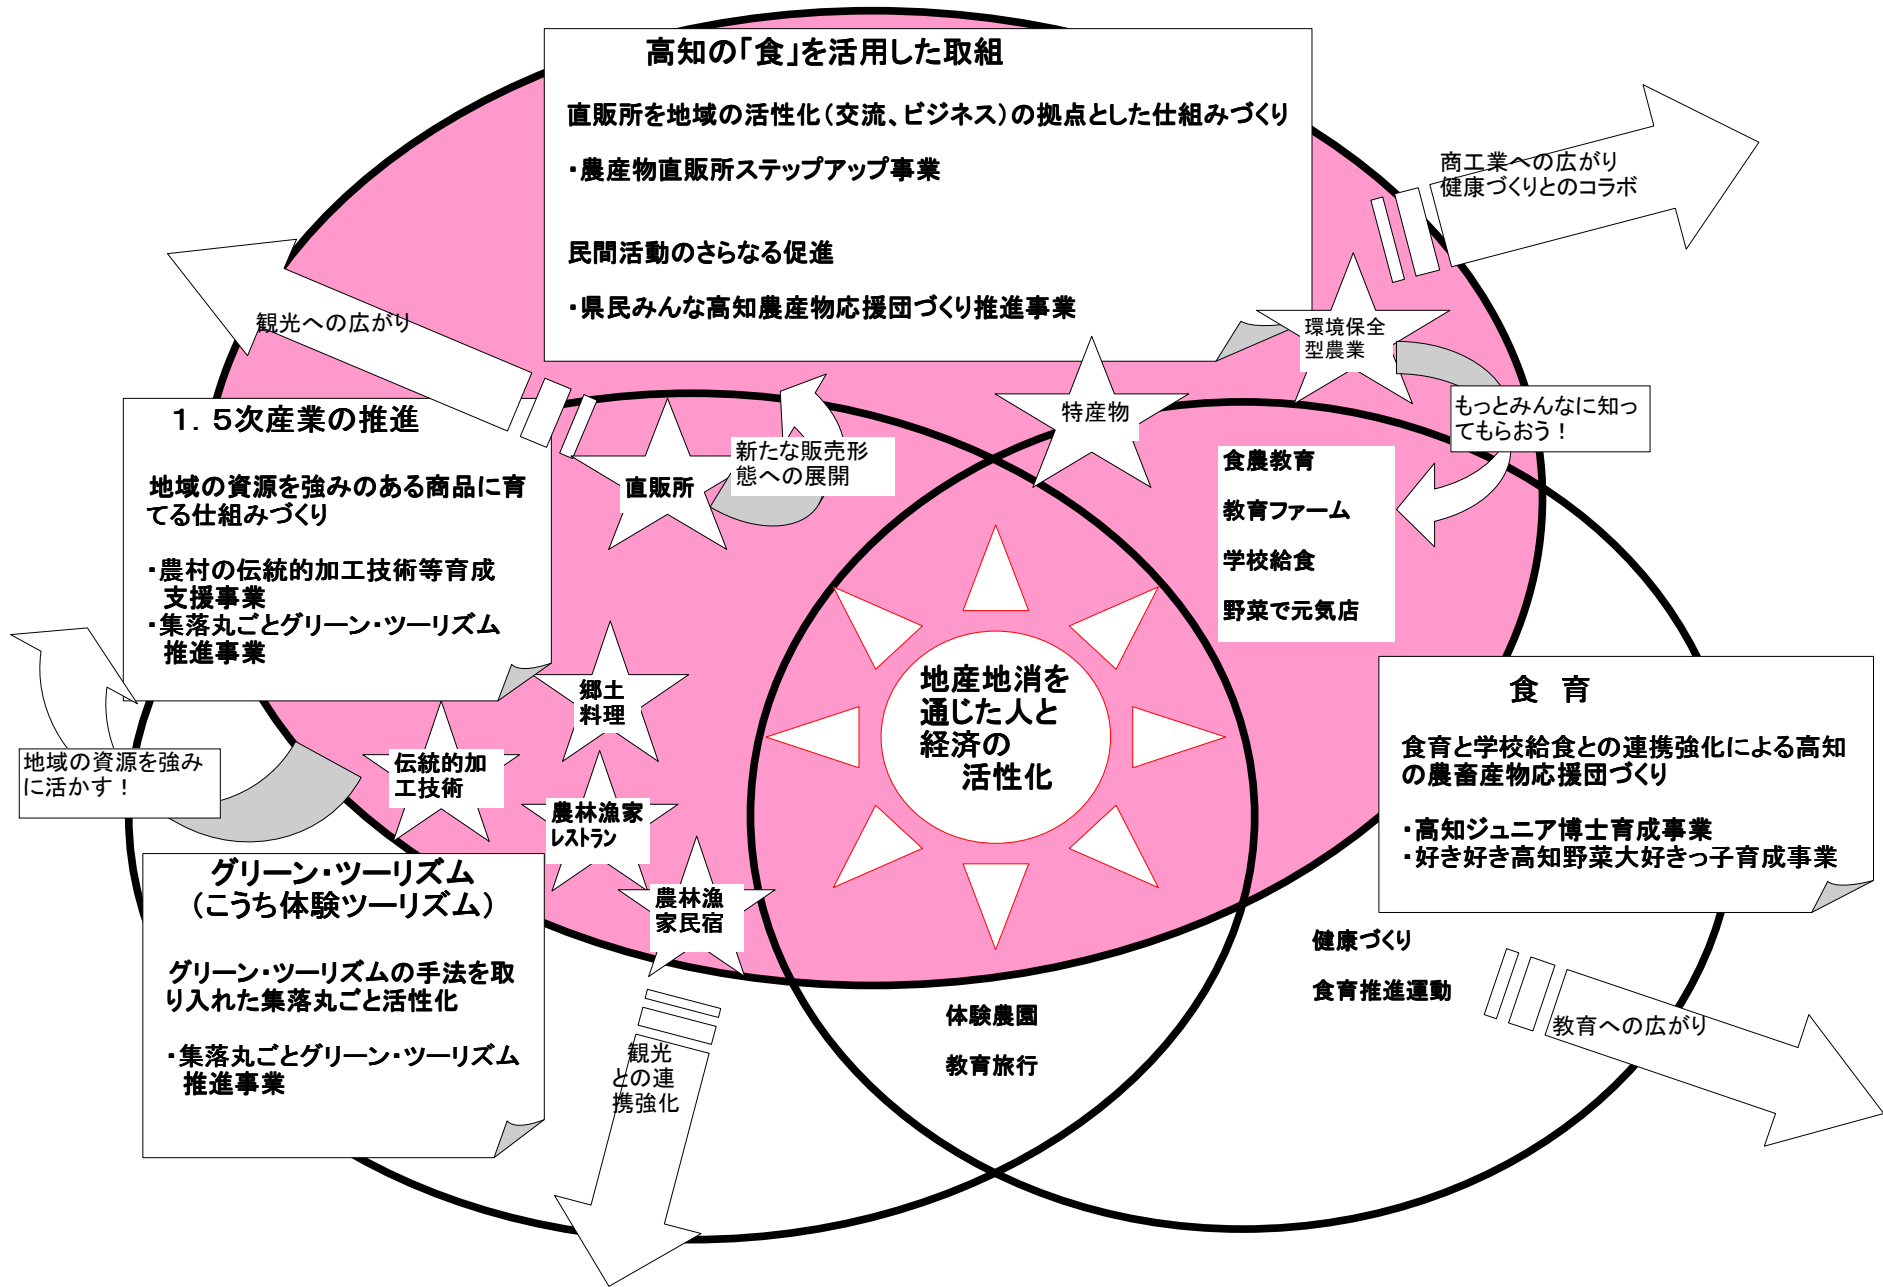 高知の「食」を活用した取組
直販所を地域の活性化（交流、ビジネス）の拠点とした仕組みづくり
・農産物直販所ステップアップ事業
民間活動のさらなる促進
・県民みんな高知農産物応援団づくり推進事業
商工業への広がり
健康づくりとのコラボ
観光への広がり
環境保全
型農業
特産物
もっとみんなに知っ
てもらおう！
１．５次産業の推進
地域の資源を強みのある商品に育
てる仕組みづくり
・農村の伝統的加工技術等育成
支援事業
・集落丸ごとグリーン・ツーリズム
推進事業
直販所
新たな販売形
態への展開
食農教育
教育ファーム
学校給食
野菜で元気店
郷土
料理
伝統的加
工技術
農林漁家
レストラン
農林漁
家民宿
地産地消を
通じた人と
経済の
活性化
地域の資源を強み
に活かす！
食　育
食育と学校給食との連携強化による高知
の農畜産物応援団づくり
・高知ジュニア博士育成事業
・好き好き高知野菜大好きっ子育成事業
グリーン・ツーリズム
（こうち体験ツーリズム）
グリーン・ツーリズムの手法を取
り入れた集落丸ごと活性化
・集落丸ごとグリーン・ツーリズム
推進事業
健康づくり
食育推進運動
体験農園
教育旅行
教育への広がり
観光
との連
携強化